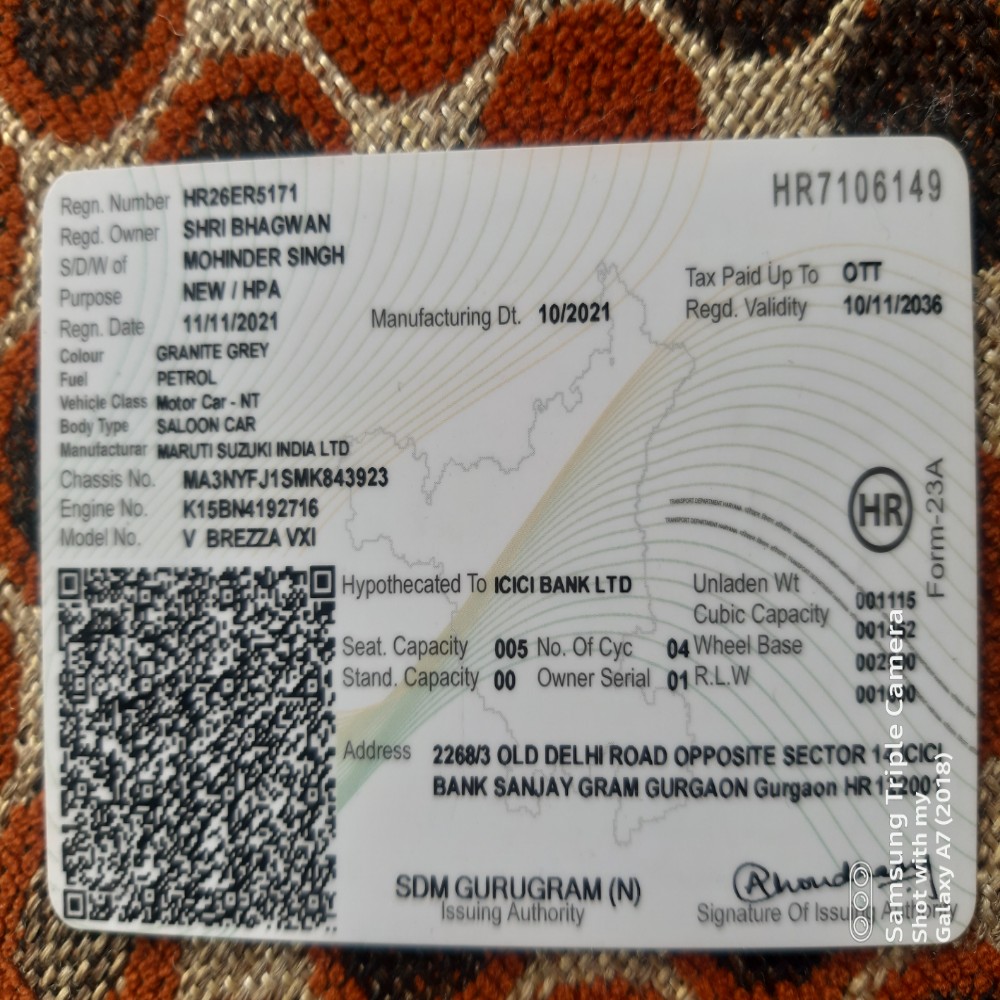 HR7106149
Regn. Number HR26ER5171
Regd. Owner SHRI BHAGWAN
S/D/W of MOHINDER SINGH
Purpose NEW / HPA
Regn. Date 11/11/2021
Manufacturing Dt. 10/2021
Tax Paid Up To OTT
Regd. Validity 10/11/2036
Colour GRANITE GREY
Fuel PETROL
Vehicle Class Motor Car - NT
Body Type SALOON CAR
Manufacturar MARUTI SUZUKI INDIA LTD
Chassis No. MA3NYFJ1SMK843923
Engine No. K15BN4192716
Model No. V BREZZA VXI
HR
Form-23A
Hypothecated To ICICI BANK LTD
Unladen Wt 001115
Cubic Capacity
Seat. Capacity 005 No. Of Cyc 04 Wheel Base
Stand. Capacity 00 Owner Serial 01 R.L.W
Address 2268/3 OLD DELHI ROAD OPPOSITE SECTOR
BANK SANJAY GRAM GURGAON Gurgaon HR
SDM GURUGRAM (N)
Issuing Authority
Signature Of Issuing Authority
Samsung Triple Camera
Shot with my
Galaxy A7 (2018)